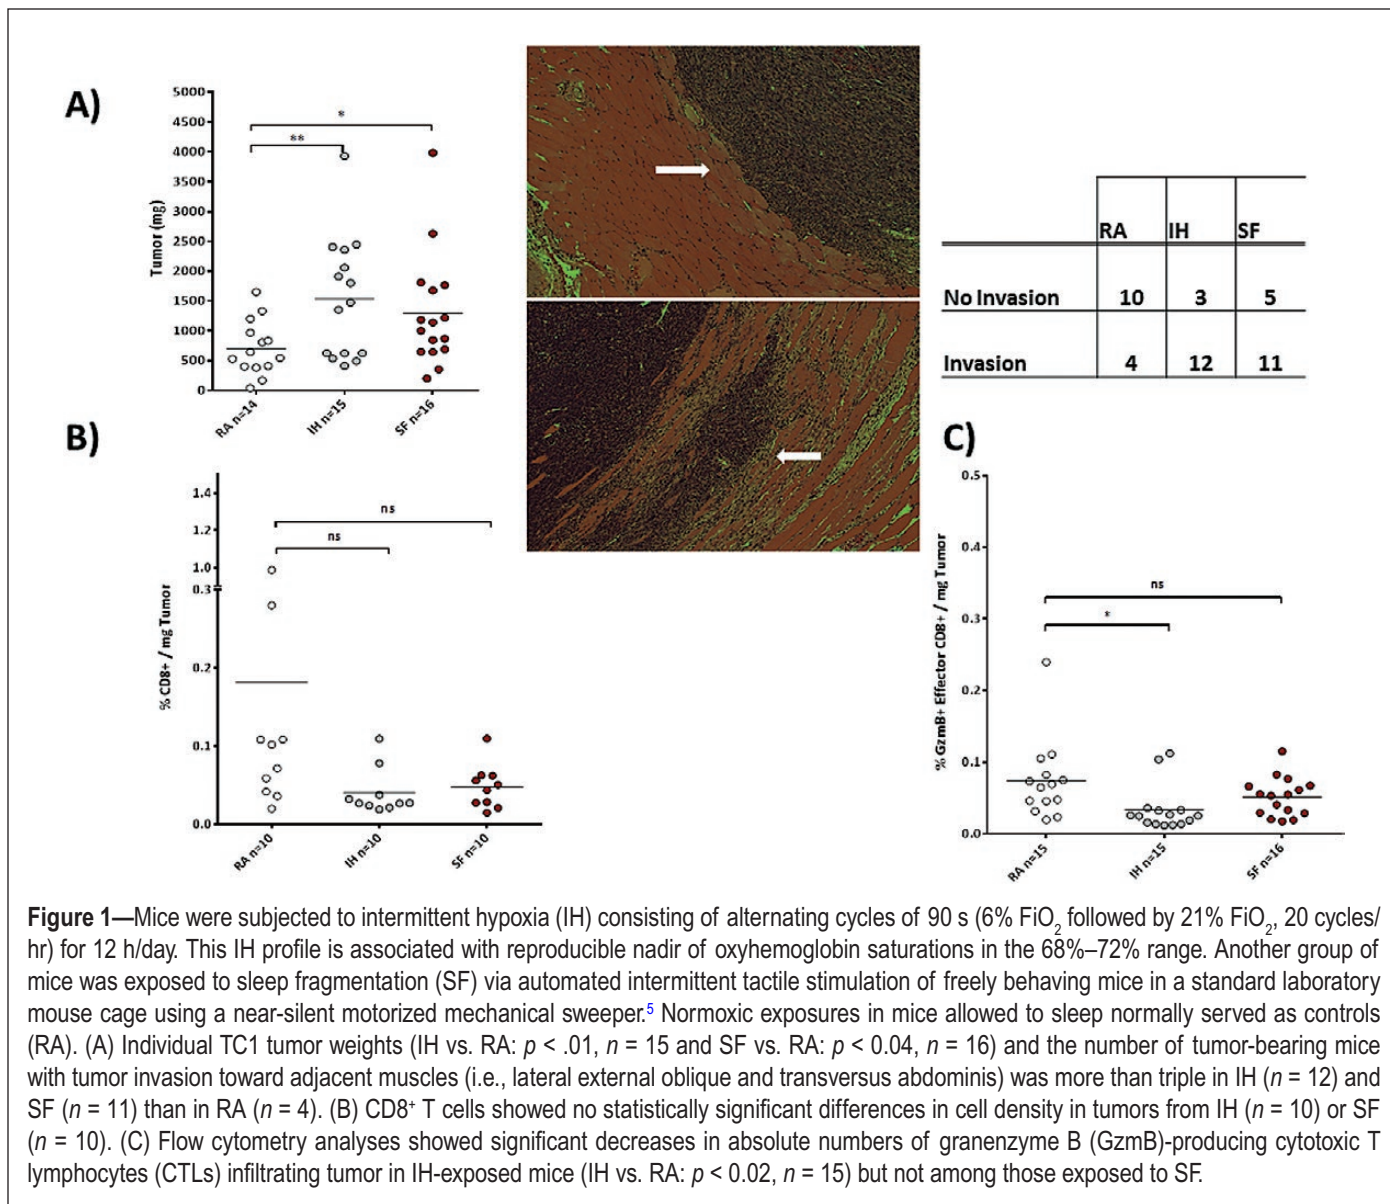 A)
5000
4500
4000
3500
3000
2500
2000
1500
1000
500
0
Tumor (mg)
*
**
RA n=14
IH n=15
SF n=16
RA IH SF
No Invasion 10 3 5
Invasion 4 12 11
B)
1.4
1.2
1.0
0.3
0.2
0.1
0.0
% CD8+ / mg Tumor
ns
ns
RA n=10
IH n=10
SF n=10
C)
0.5
0.4
0.3
0.2
0.1
0.0
% GzmB+ Effector CD8+ / mg Tumor
ns
*
RA n=15
IH n=15
SF n=16
Figure 1—Mice were subjected to intermittent hypoxia (IH) consisting of alternating cycles of 90 s (6% FiO2 followed by 21% FiO2, 20 cycles/
hr) for 12 h/day. This IH profile is associated with reproducible nadir of oxyhemoglobin saturations in the 68%–72% range. Another group of
mice was exposed to sleep fragmentation (SF) via automated intermittent tactile stimulation of freely behaving mice in a standard laboratory
mouse cage using a near-silent motorized mechanical sweeper.5 Normoxic exposures in mice allowed to sleep normally served as controls
(RA). (A) Individual TC1 tumor weights (IH vs. RA: p < .01, n = 15 and SF vs. RA: p < 0.04, n = 16) and the number of tumor-bearing mice
with tumor invasion toward adjacent muscles (i.e., lateral external oblique and transversus abdominis) was more than triple in IH (n = 12) and
SF (n = 11) than in RA (n = 4). (B) CD8+ T cells showed no statistically significant differences in cell density in tumors from IH (n = 10) or SF
(n = 10). (C) Flow cytometry analyses showed significant decreases in absolute numbers of granenzyme B (GzmB)-producing cytotoxic T
lymphocytes (CTLs) infiltrating tumor in IH-exposed mice (IH vs. RA: p < 0.02, n = 15) but not among those exposed to SF.